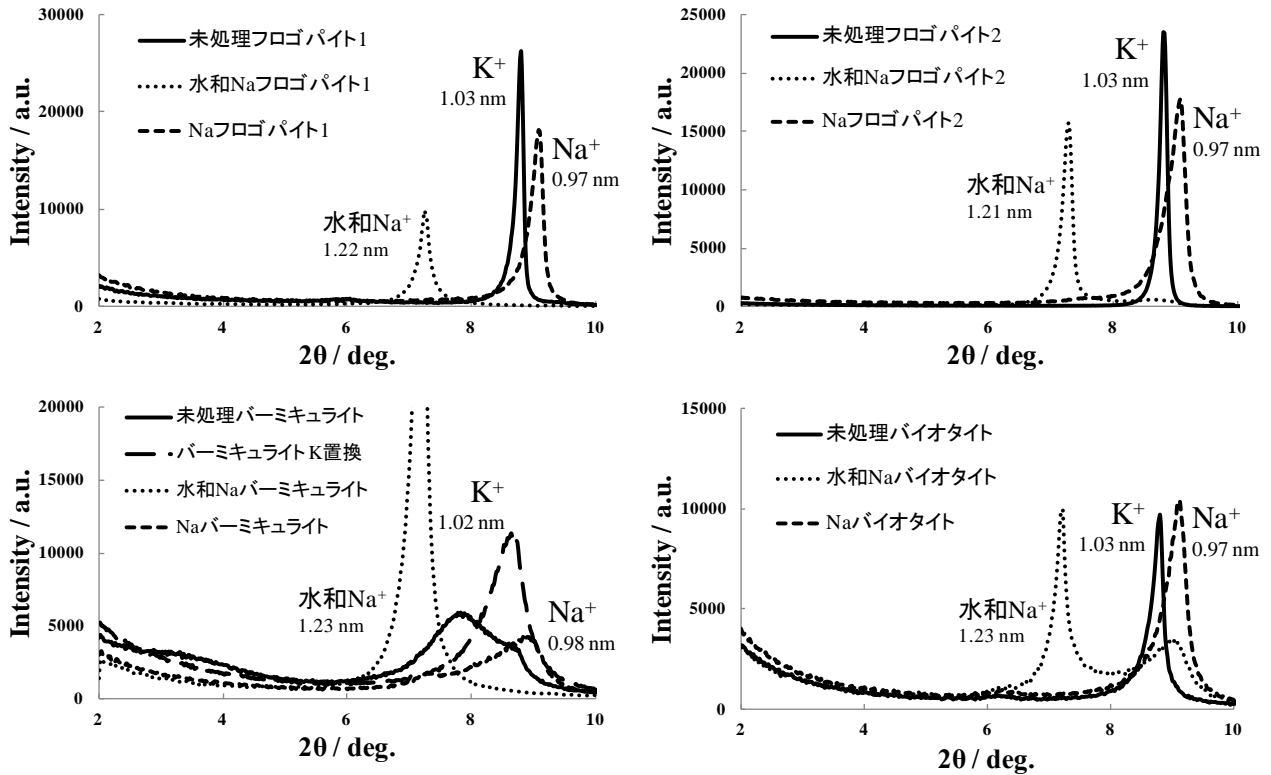 30000
20000
10000
0
Intensity / a.u.
未処理フロゴパイト1
水和Naフロゴパイト1
Naフロゴパイト1
K+
1.03 nm
Na+
0.97 nm
水和Na+
1.22 nm
2 4 6 8 10
2θ / deg.
25000
20000
15000
10000
5000
0
Intensity / a.u.
未処理フロゴパイト2
水和Naフロゴパイト2
Naフロゴパイト2
K+
1.03 nm
Na+
0.97 nm
水和Na+
1.21 nm
2 4 6 8 10
2θ / deg.
20000
15000
10000
5000
0
Intensity / a.u.
未処理バーミキュライト
バーミキュライトK置換
水和Naバーミキュライト
Naバーミキュライト
K+
1.02 nm
水和Na+
1.23 nm
Na+
0.98 nm
2 4 6 8 10
2θ / deg.
15000
10000
5000
0
Intensity / a.u.
未処理バイオタイト
水和Naバイオタイト
Naバイオタイト
K+
1.03 nm
Na+
0.97 nm
水和Na+
1.23 nm
2 4 6 8 10
2θ / deg.